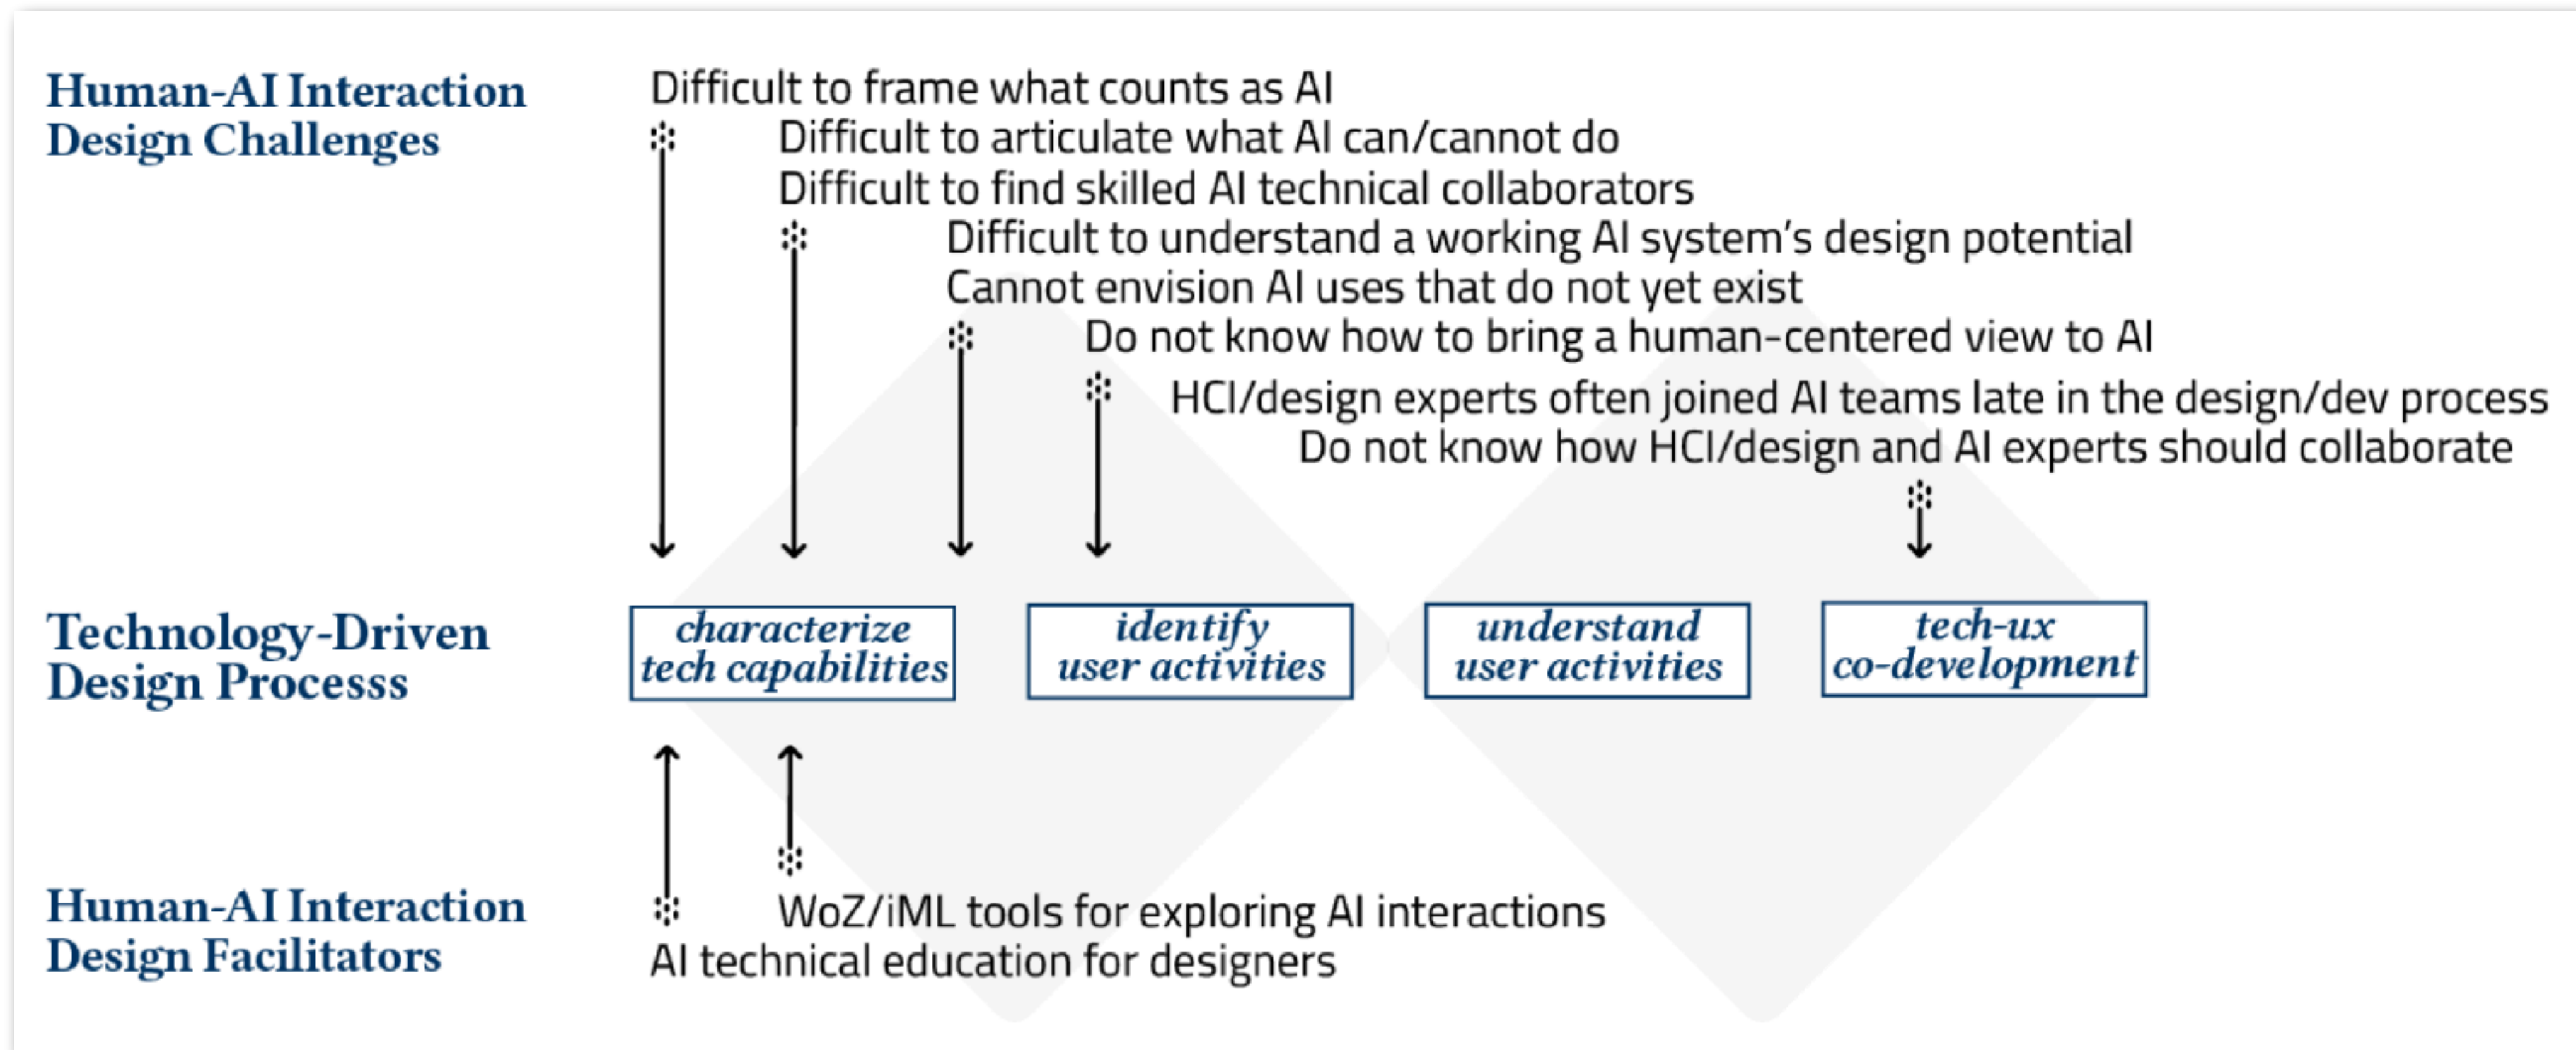 Human-AI Interaction
Design Challenges
Difficult to frame what counts as AI
Difficult to articulate what AI can/cannot do
Difficult to find skilled AI technical collaborators
Difficult to understand a working AI system's design potential
Cannot envision AI uses that do not yet exist
Do not know how to bring a human-centered view to AI
HCI/design experts often joined AI teams late in the design/dev process
Do not know how HCI/design and AI experts should collaborate
Technology-Driven
Design Processs
characterize
tech capabilities
identify
user activities
understand
user activities
tech-ux
co-development
Human-AI Interaction
Design Facilitators
WoZ/iML tools for exploring AI interactions
AI technical education for designers